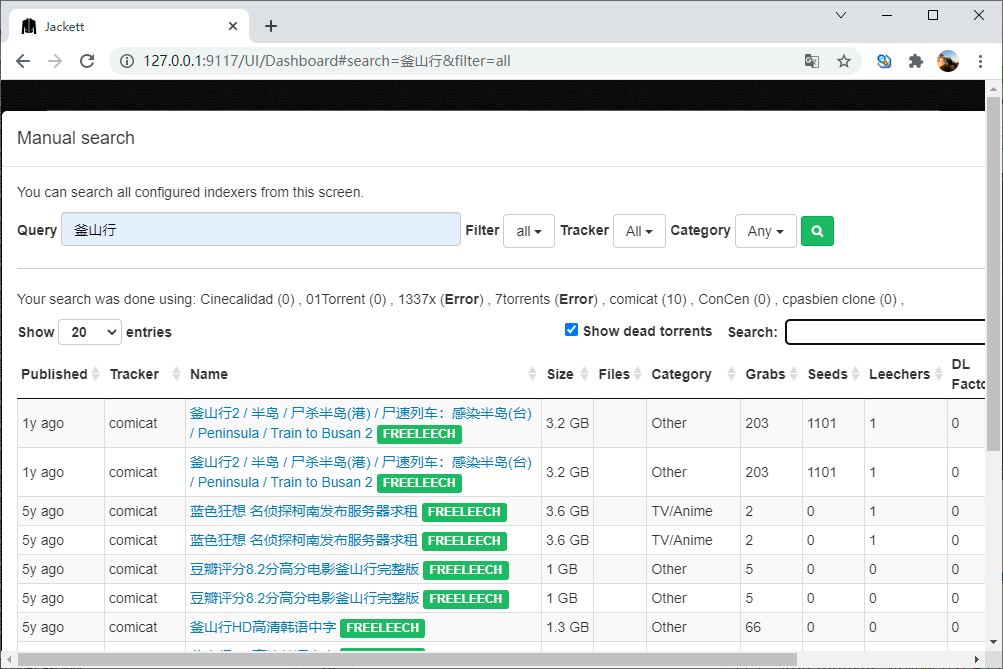 Jackett
127.0.0.1:9117/UI/Dashboard#search=釜山行&filter=all
Manual search
You can search all configured indexers from this screen.
Query 釜山行 Filter all Tracker All Category Any
Your search was done using: Cinecalidad (0) , 01Torrent (0) , 1337x (Error) , 7torrents (Error) , comicat (10) , ConCen (0) , cpasbien clone (0) ,
Show 20 entries Show dead torrents Search:
Published Tracker Name Size Files Category Grabs Seeds Leechers DL Facto
1y ago comicat 釜山行2 / 半岛 / 尸杀半岛(港) / 尸速列车：感染半岛(台) 3.2 GB Other 203 1101 1 0
/ Peninsula / Train to Busan 2 FREELEECH
1y ago comicat 釜山行2 / 半岛 / 尸杀半岛(港) / 尸速列车：感染半岛(台) 3.2 GB Other 203 1101 1 0
/ Peninsula / Train to Busan 2 FREELEECH
5y ago comicat 蓝色狂想 名侦探柯南发布服务器求租 FREELEECH 3.6 GB TV/Anime 2 0 1 0
5y ago comicat 蓝色狂想 名侦探柯南发布服务器求租 FREELEECH 3.6 GB TV/Anime 2 0 1 0
5y ago comicat 豆瓣评分8.2分高分电影釜山行完整版 FREELEECH 1 GB Other 5 0 0 0
5y ago comicat 豆瓣评分8.2分高分电影釜山行完整版 FREELEECH 1 GB Other 5 0 0 0
5y ago comicat 釜山行HD高清韩语中字 FREELEECH 1.3 GB Other 66 0 0 0